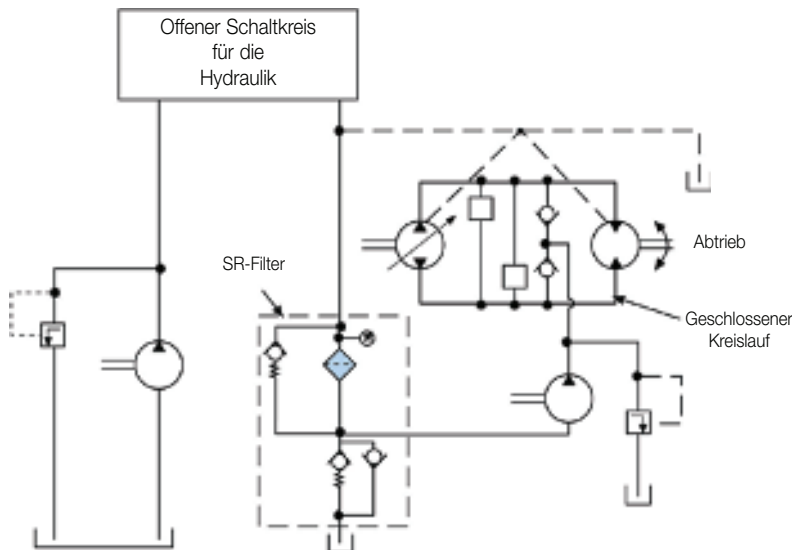 Offener Schaltkreis
für die
Hydraulik
SR-Filter
Abtrieb
Geschlossener
Kreislauf